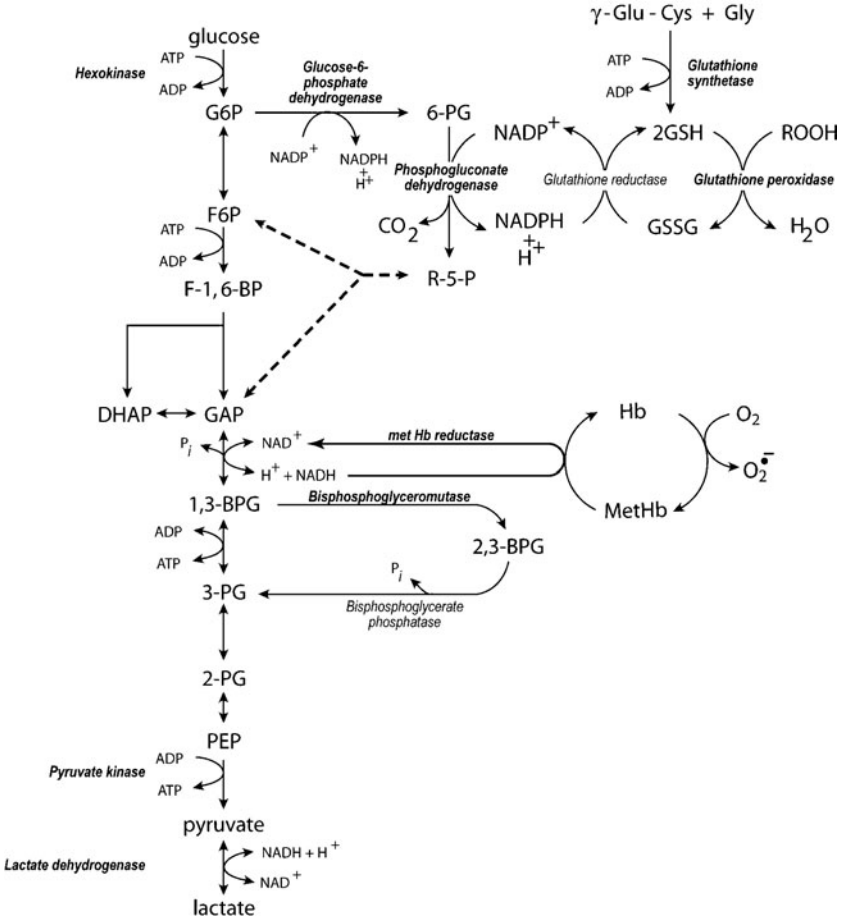 γ-Glu - Cys + Gly
glucose
ATP
Hexokinase
ADP
Glucose-6-
phosphate
dehydrogenase
ATP
ADP
Glutathione
synthetase
G6P
6-PG
NADP+
2GSH
ROOH
NADP+
NADPH
+
H+
Phosphogluconate
dehydrogenase
Glutathione reductase
Glutathione peroxidase
F6P
ATP
ADP
CO2
NADPH
+
H+
GSSG
H2O
F-1,6-BP
R-5-P
DHAP
GAP
Pi
NAD+
H+ + NADH
met Hb reductase
Hb
O2
O2•−
MetHb
1,3-BPG
Bisphosphoglyceromutase
2,3-BPG
ADP
ATP
3-PG
Pi
Bisphosphoglycerate
phosphatase
2-PG
PEP
ADP
Pyruvate kinase
ATP
pyruvate
Lactate dehydrogenase
NADH + H+
NAD+
lactate